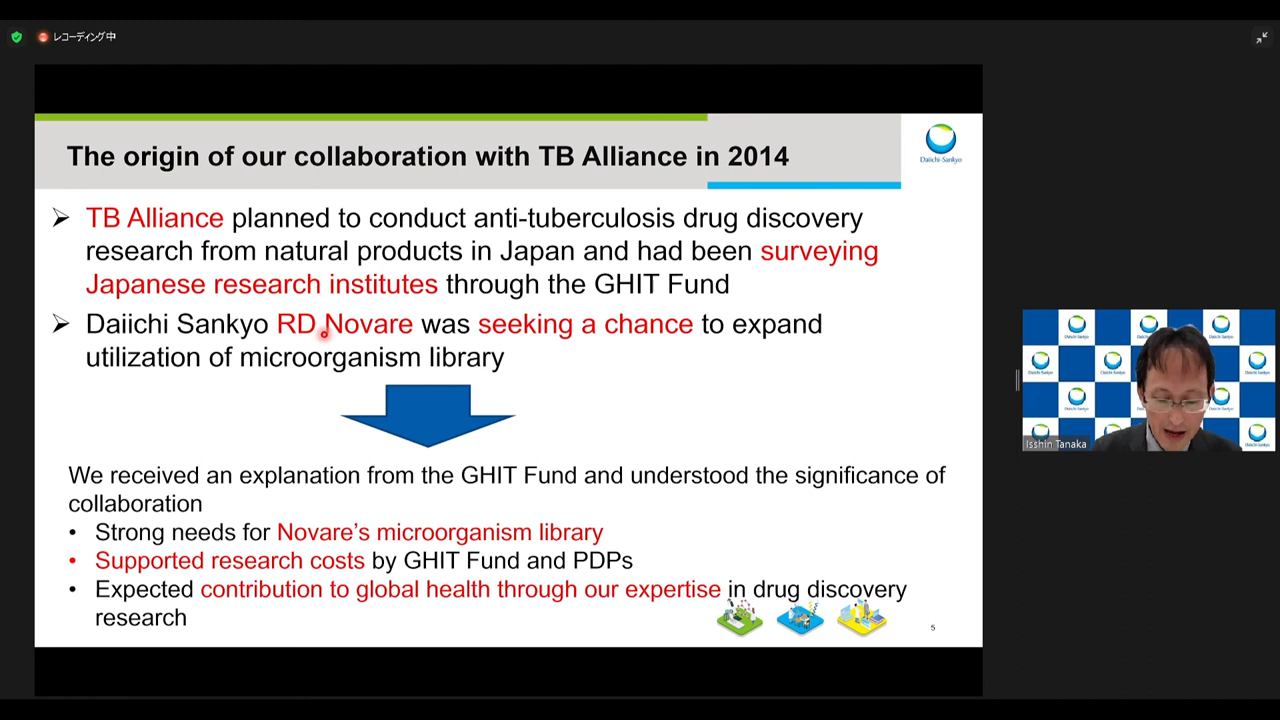 レコーディング中
The origin of our collaboration with TB Alliance in 2014
Daiichi-Sankyo
➢ TB Alliance planned to conduct anti-tuberculosis drug discovery
research from natural products in Japan and had been surveying
Japanese research institutes through the GHIT Fund
➢ Daiichi Sankyo RD Novare was seeking a chance to expand
utilization of microorganism library
We received an explanation from the GHIT Fund and understood the significance of
collaboration
• Strong needs for Novare's microorganism library
• Supported research costs by GHIT Fund and PDPs
• Expected contribution to global health through our expertise in drug discovery
research
5
Isshin Tanaka